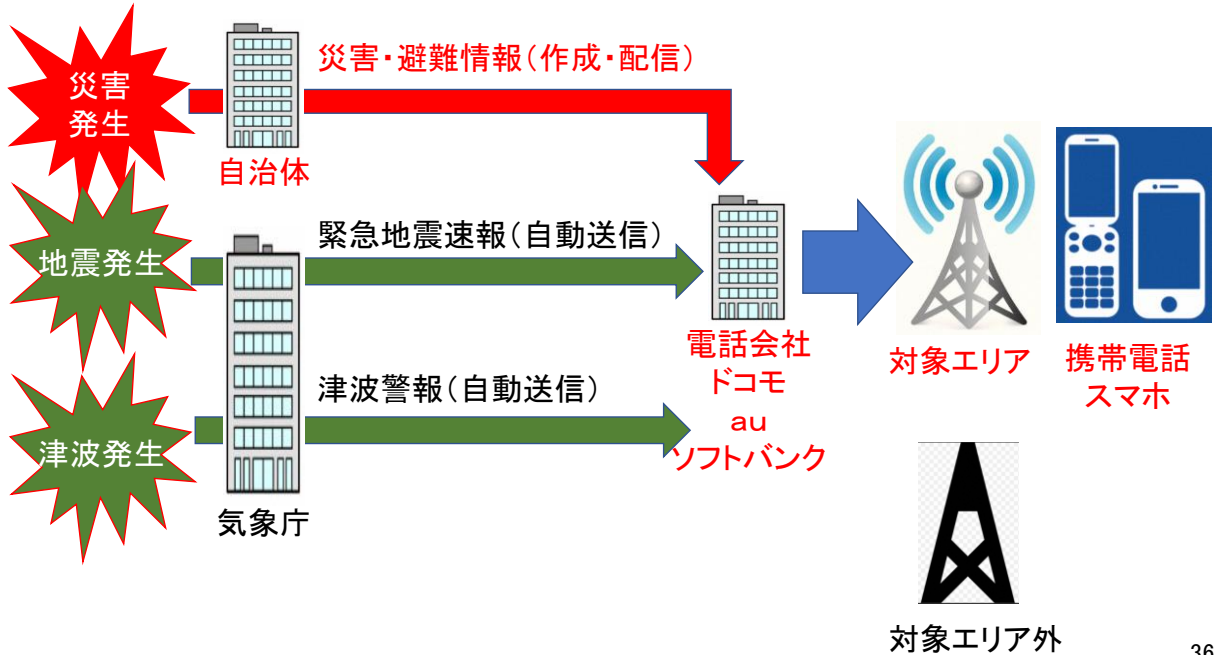 災害
発生
災害・避難情報(作成・配信)
自治体
地震発生
緊急地震速報(自動送信)
電話会社
ドコモ
au
ソフトバンク
対象エリア
携帯電話
スマホ
津波発生
津波警報(自動送信)
気象庁
対象エリア外
36